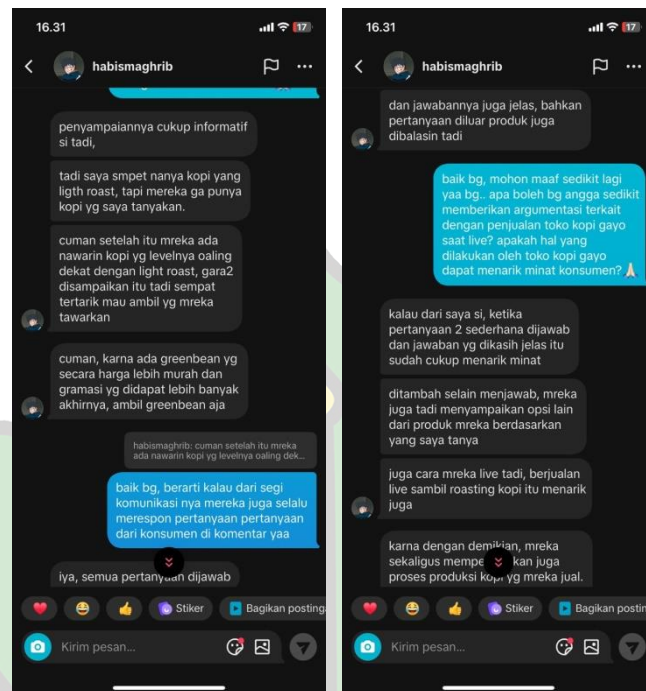 16.31
17
habismaghrib
penyampaiannya cukup informatif
si tadi,
tadi saya smpet nanya kopi yang
ligth roast, tapi mereka ga punya
kopi yg saya tanyakan.
cuman setelah itu mreka ada
nawarin kopi yg levelnya oaling
dekat dengan light roast, gara2
disampaikan itu tadi sempat
tertarik mau ambil yg mreka
tawarkan
cuman, karna ada greenbean yg
secara harga lebih murah dan
gramasi yg didapat lebih banyak
akhirnya, ambil greenbean aja
habismaghrib: cuman setelah itu mreka
ada nawarin kopi yg levelnya oaling dek...
baik bg, berarti kalau dari segi
komunikasi nya mereka juga selalu
merespon pertanyaan pertanyaan
dari konsumen di komentar yaa
iya, semua pertanyaan dijawab
Stiker
Bagikan posting
Kirim pesan...
16.31
17
habismaghrib
dan jawabannya juga jelas, bahkan
pertanyaan diluar produk juga
dibalasin tadi
baik bg, mohon maaf sedikit lagi
yaa bg.. apa boleh bg angga sedikit
memberikan argumentasi terkait
dengan penjualan toko kopi gayo
saat live? apakah hal yang
dilakukan oleh toko kopi gayo
dapat menarik minat konsumen? 🙏🏻
kalau dari saya si, ketika
pertanyaan 2 sederhana dijawab
dan jawaban yg dikasih jelas itu
sudah cukup menarik minat
ditambah selain menjawab, mreka
juga tadi menyampaikan opsi lain
dari produk mreka berdasarkan
yang saya tanya
juga cara mreka live tadi, berjualan
live sambil roasting kopi itu menarik
juga
karna dengan demikian, mreka
sekaligus mempe kan juga
proses produksi kopi yg mreka jual.
Stiker
Bagikan postin
Kirim pesan...